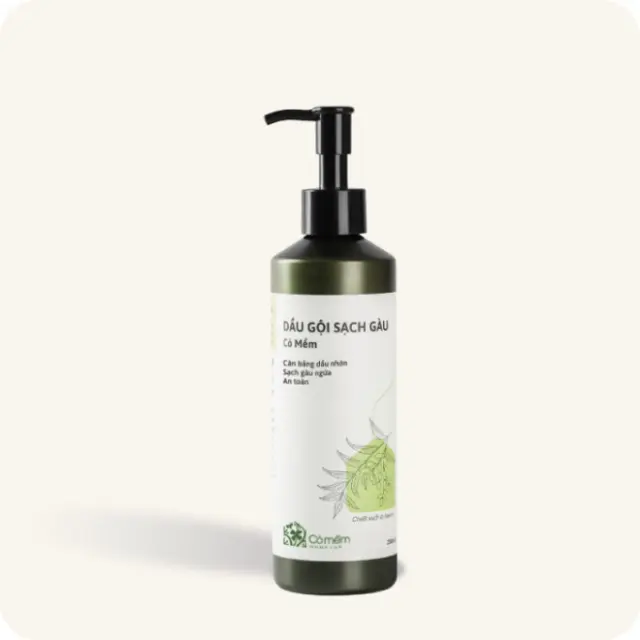 DẦU GỘI SẠCH GÀU
Cỏ Mềm
Cân bằng dầu nhờn
Sạch gàu ngứa
An toàn
Cỏ mềm